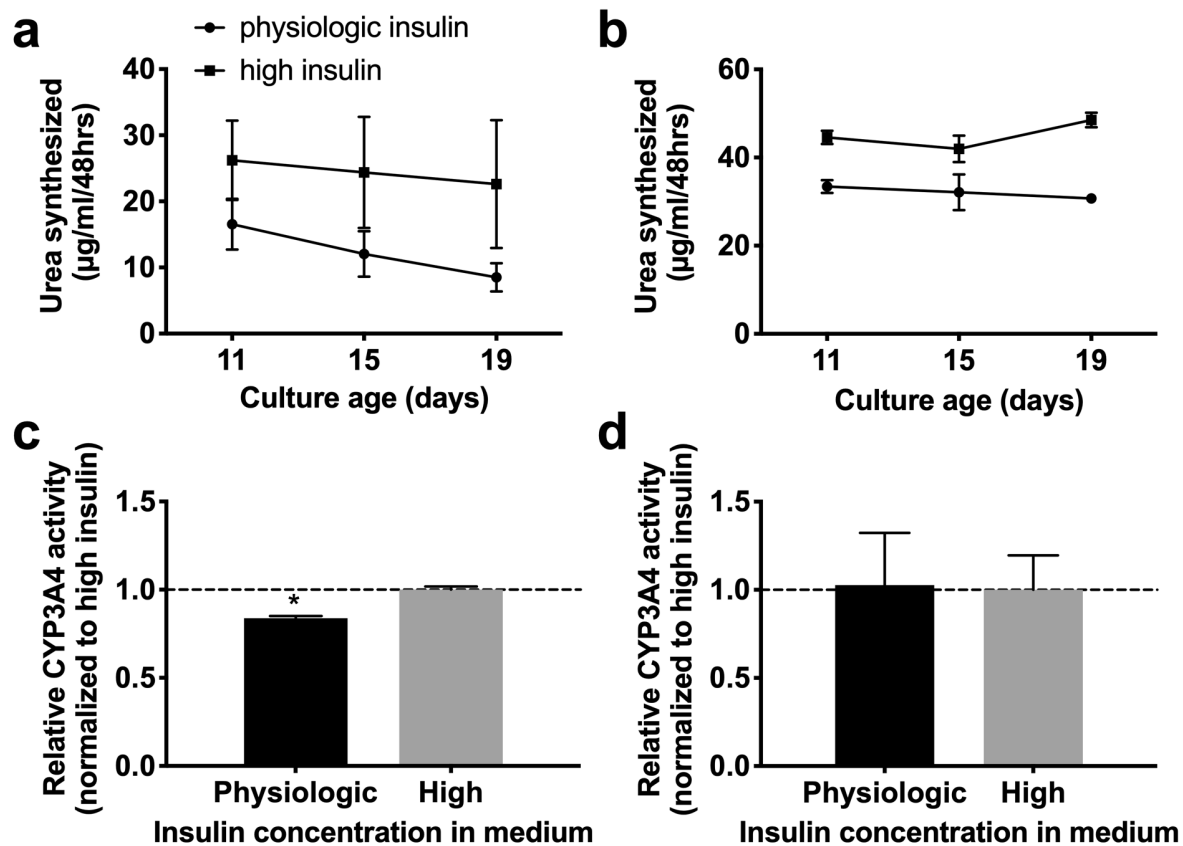 a
physiologic insulin
high insulin
Urea synthesized
(µg/ml/48hrs)
40
30
20
10
0
11 15 19
Culture age (days)
b
Urea synthesized
(µg/ml/48hrs)
60
40
20
0
11 15 19
Culture age (days)
c
Relative CYP3A4 activity
(normalized to high insulin)
1.5
1.0
0.5
0.0
*
Physiologic High
Insulin concentration in medium
d
Relative CYP3A4 activity
(normalized to high insulin)
1.5
1.0
0.5
0.0
Physiologic High
Insulin concentration in medium